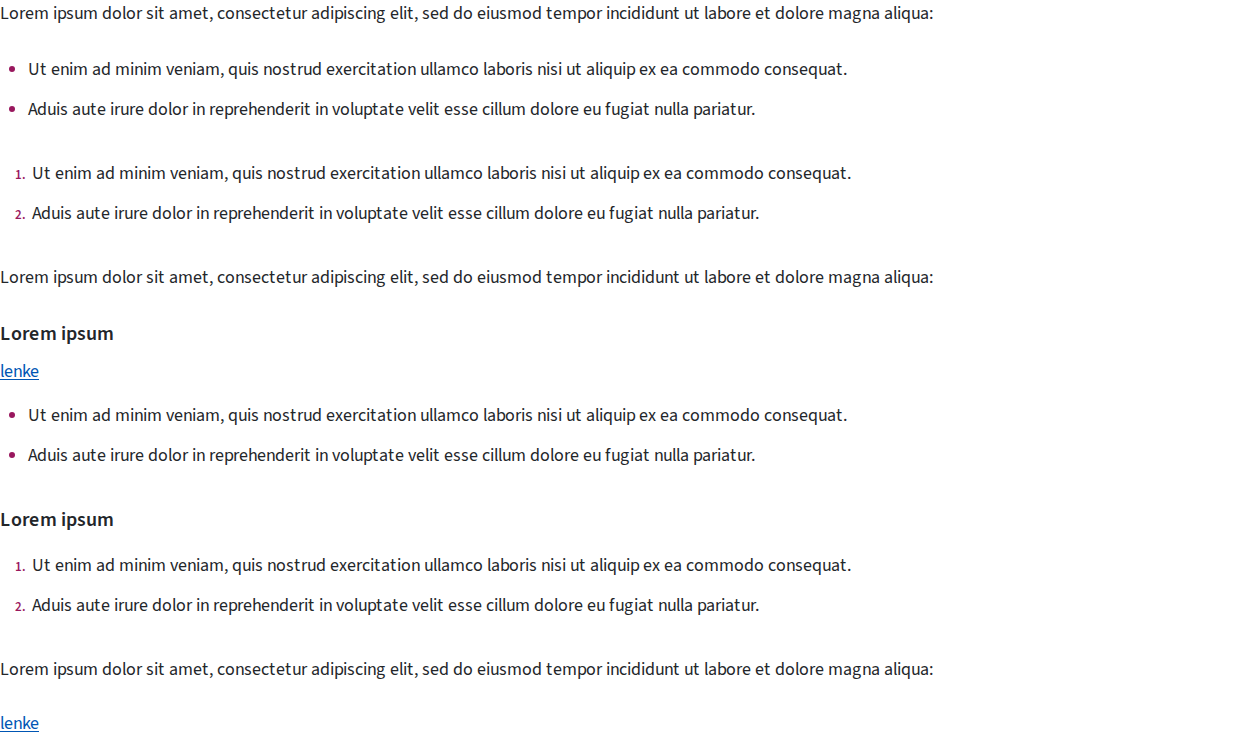 Lorem ipsum dolor sit amet, consectetur adipiscing elit, sed do eiusmod tempor incididunt ut labore et dolore magna aliqua:
• Ut enim ad minim veniam, quis nostrud exercitation ullamco laboris nisi ut aliquip ex ea commodo consequat.
• Aduis aute irure dolor in reprehenderit in voluptate velit esse cillum dolore eu fugiat nulla pariatur.
1. Ut enim ad minim veniam, quis nostrud exercitation ullamco laboris nisi ut aliquip ex ea commodo consequat.
2. Aduis aute irure dolor in reprehenderit in voluptate velit esse cillum dolore eu fugiat nulla pariatur.
Lorem ipsum dolor sit amet, consectetur adipiscing elit, sed do eiusmod tempor incididunt ut labore et dolore magna aliqua:
Lorem ipsum
lenke
• Ut enim ad minim veniam, quis nostrud exercitation ullamco laboris nisi ut aliquip ex ea commodo consequat.
• Aduis aute irure dolor in reprehenderit in voluptate velit esse cillum dolore eu fugiat nulla pariatur.
Lorem ipsum
1. Ut enim ad minim veniam, quis nostrud exercitation ullamco laboris nisi ut aliquip ex ea commodo consequat.
2. Aduis aute irure dolor in reprehenderit in voluptate velit esse cillum dolore eu fugiat nulla pariatur.
Lorem ipsum dolor sit amet, consectetur adipiscing elit, sed do eiusmod tempor incididunt ut labore et dolore magna aliqua:
lenke